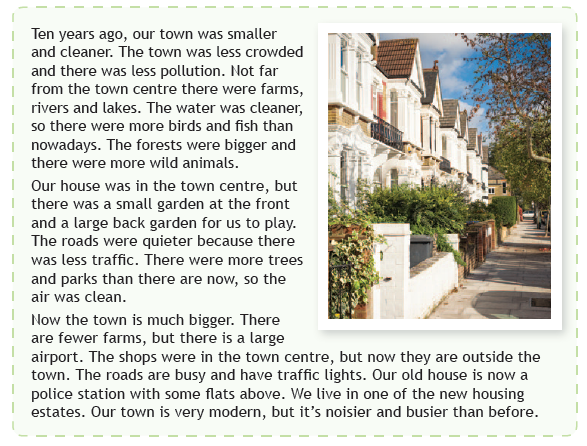 Ten years ago, our town was smaller
and cleaner. The town was less crowded
and there was less pollution. Not far
from the town centre there were farms,
rivers and lakes. The water was cleaner,
so there were more birds and fish than
nowadays. The forests were bigger and
there were more wild animals.
Our house was in the town centre, but
there was a small garden at the front
and a large back garden for us to play.
The roads were quieter because there
was less traffic. There were more trees
and parks than there are now, so the
air was clean.
Now the town is much bigger. There
are fewer farms, but there is a large
airport. The shops were in the town centre, but now they are outside the
town. The roads are busy and have traffic lights. Our old house is now a
police station with some flats above. We live in one of the new housing
estates. Our town is very modern, but it’s noisier and busier than before.